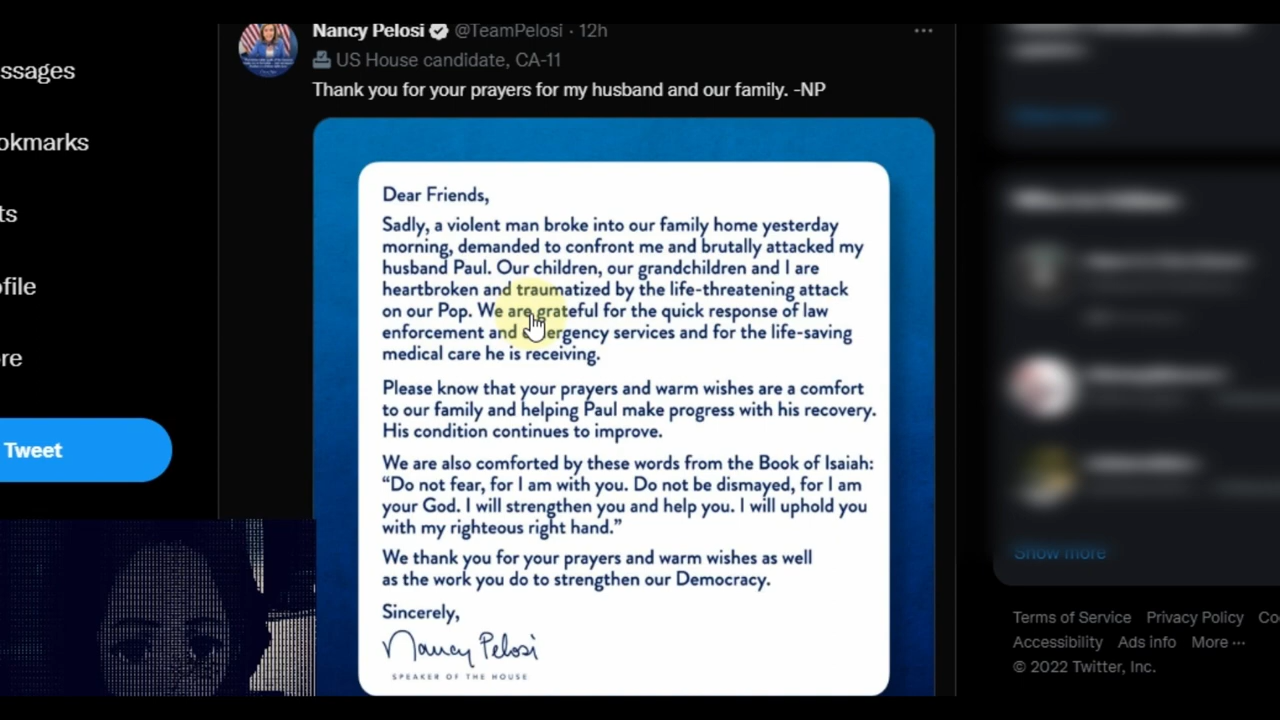 Nancy Pelosi @TeamPelosi · 12h
US House candidate, CA-11
Thank you for your prayers for my husband and our family. -NP
Dear Friends,
Sadly, a violent man broke into our family home yesterday
morning, demanded to confront me and brutally attacked my
husband Paul. Our children, our grandchildren and I are
heartbroken and traumatized by the life-threatening attack
on our Pop. We are grateful for the quick response of law
enforcement and emergency services and for the life-saving
medical care he is receiving.
Please know that your prayers and warm wishes are a comfort
to our family and helping Paul make progress with his recovery.
His condition continues to improve.
We are also comforted by these words from the Book of Isaiah:
“Do not fear, for I am with you. Do not be dismayed, for I am
your God. I will strengthen you and help you. I will uphold you
with my righteous right hand.”
We thank you for your prayers and warm wishes as well
as the work you do to strengthen our Democracy.
Sincerely,
Nancy Pelosi
SPEAKER OF THE HOUSE
ssages
okmarks
ts
ofile
re
Tweet
Show more
Terms of Service Privacy Policy Co
Accessibility Ads info More ···
© 2022 Twitter, Inc.